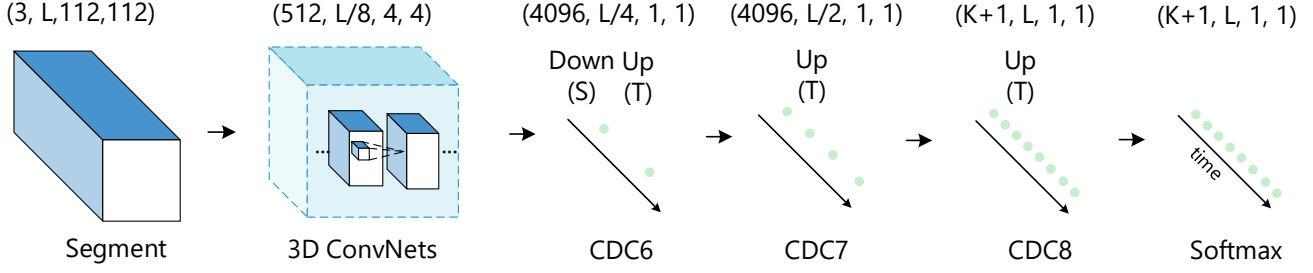 (3, L,112,112) (512, L/8, 4, 4) (4096, L/4, 1, 1) (4096, L/2, 1, 1) (K+1, L, 1, 1) (K+1, L, 1, 1)
Down Up Up Up
(S) (T) (T) (T)
... ...
time
Segment 3D ConvNets CDC6 CDC7 CDC8 Softmax